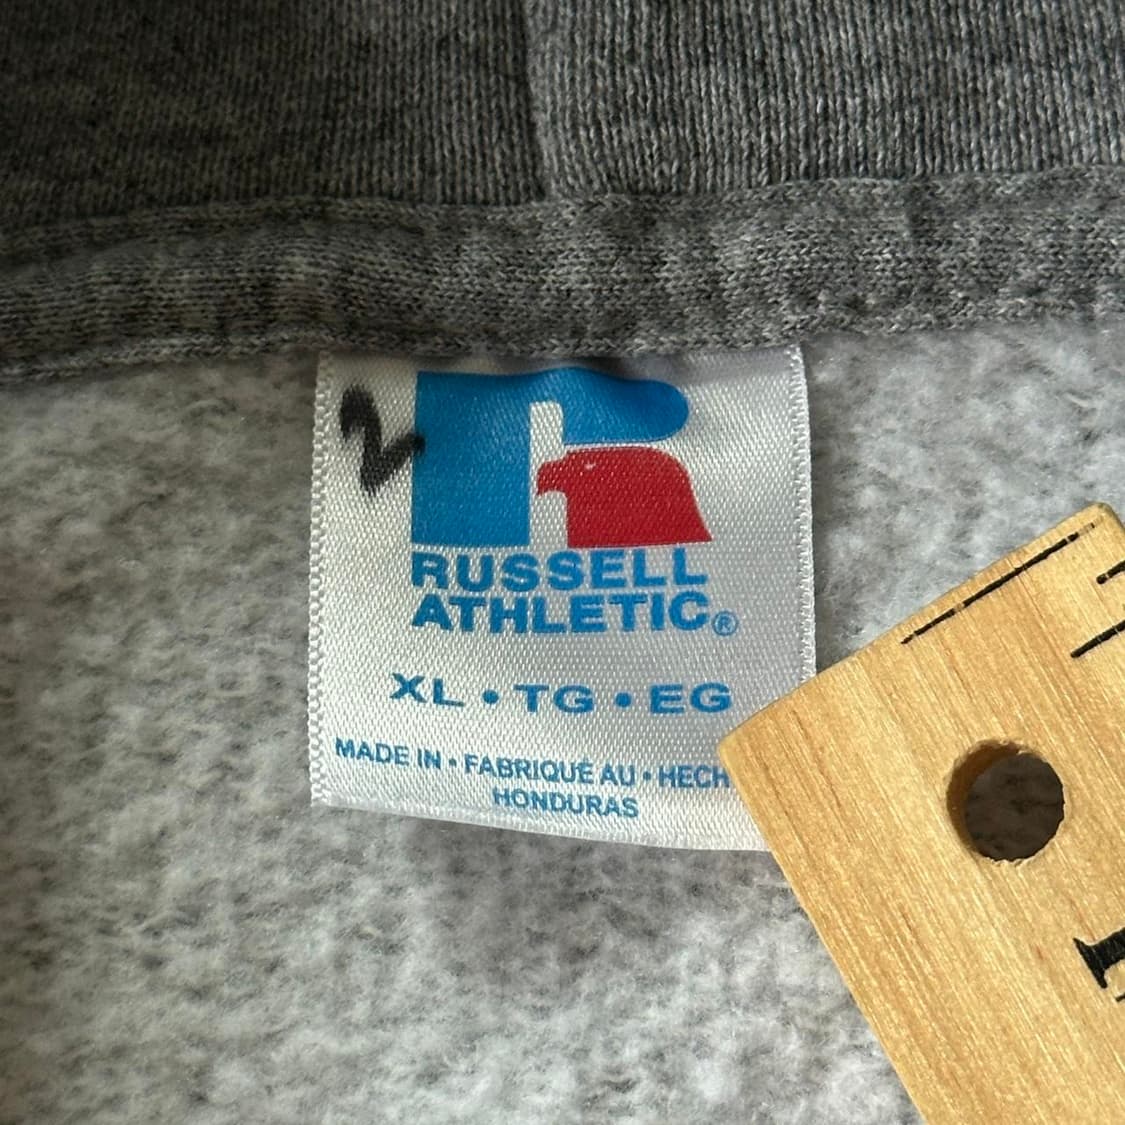 2
RUSSELL
ATHLETIC®
XL • TG • EG
MADE IN • FABRIQUÉ AU • HECH
HONDURAS